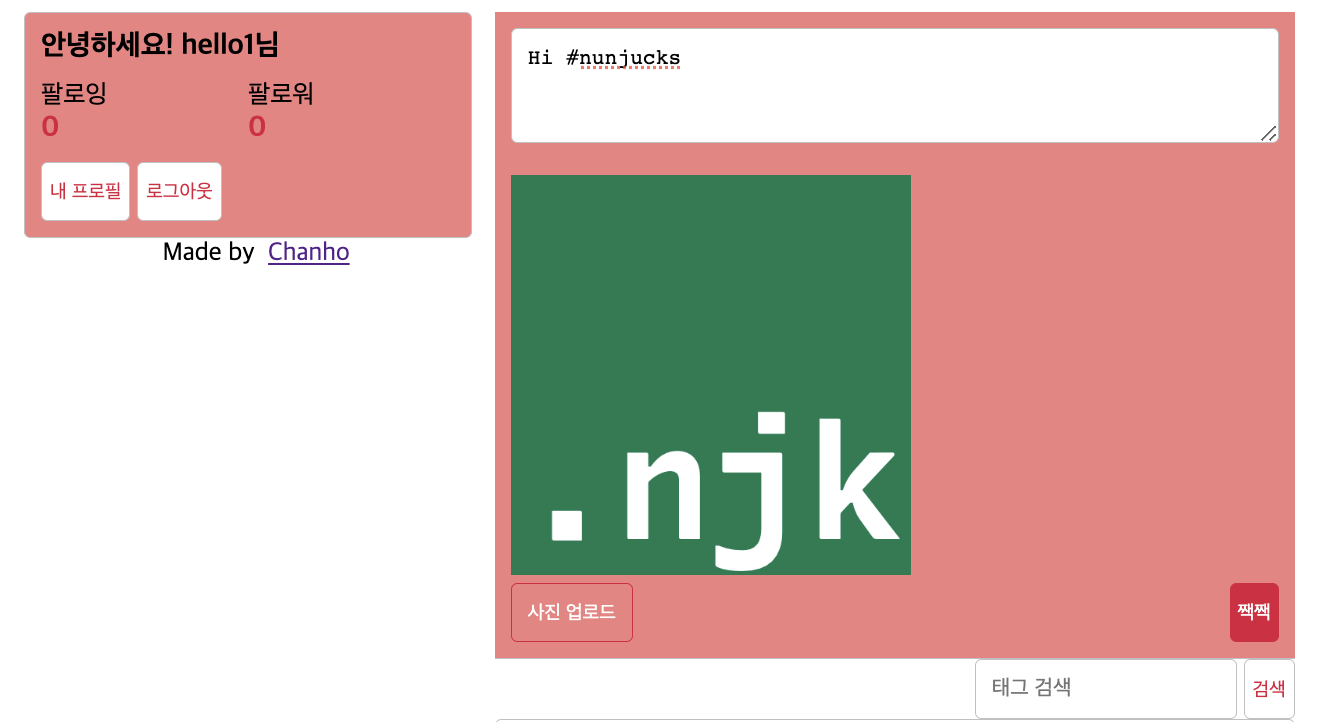 안녕하세요! hello1님
팔로잉 팔로워
0 0
내 프로필 로그아웃
Made by Chanho
Hi #nunjucks
.njk
사진 업로드 짹짹
태그 검색 검색